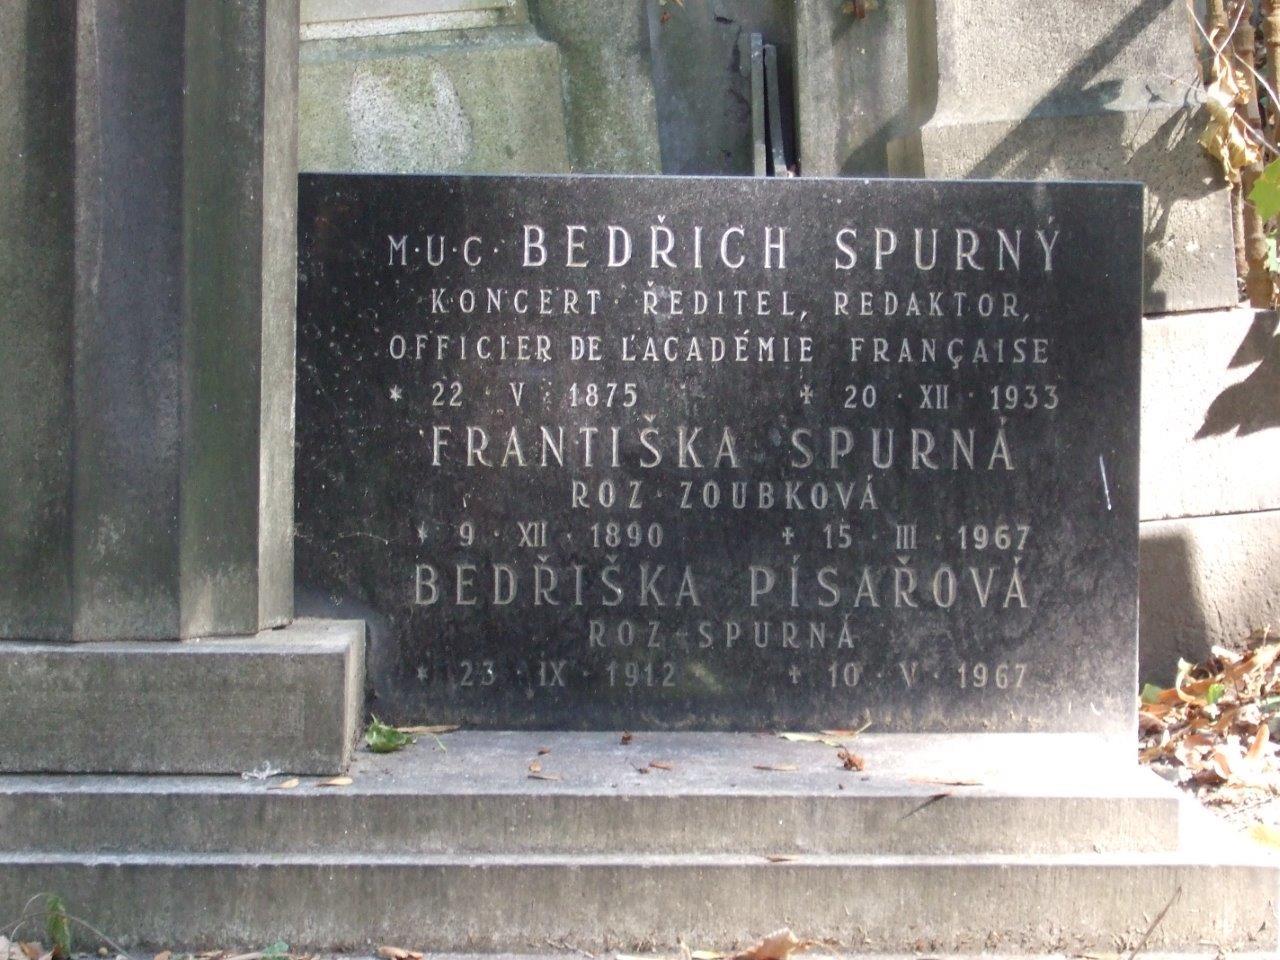 M·U·C· BEDŘICH SPURNÝ
KONCERT· ŘEDITEL, REDAKTOR,
OFFICIER DE L'ACADÉMIE FRANÇAISE
* 22 · V · 1875 + 20 · XII · 1933
FRANTIŠKA SPURNÁ
ROZ· ZOUBKOVÁ
* 9 · XII · 1890 + 15 · III · 1967
BEDŘIŠKA PÍSAŘOVÁ
ROZ· SPURNÁ
* 23 · IX · 1912 + 10 · V · 1967